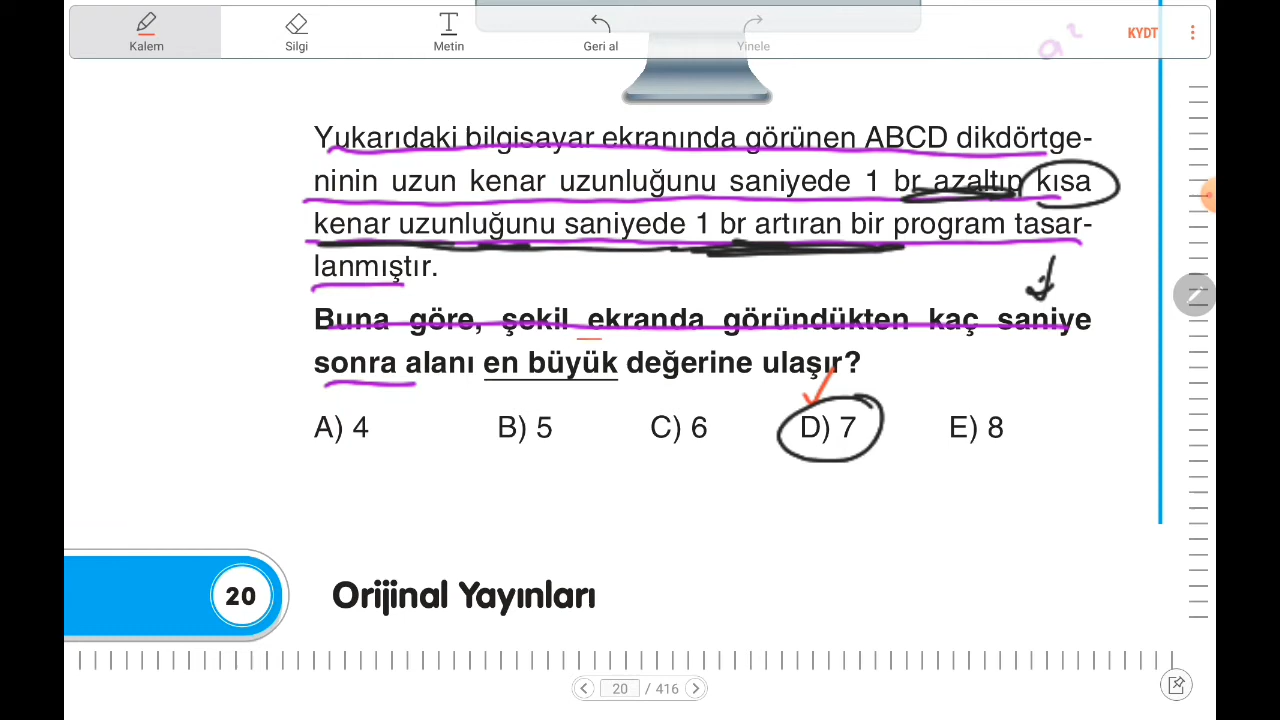 Kalem
Silgi
Metin
Geri al
Yinele
KYDT
Yukarıdaki bilgisayar ekranında görünen ABCD dikdörtge-
ninin uzun kenar uzunluğunu saniyede 1 br azaltıp kısa
kenar uzunluğunu saniyede 1 br artıran bir program tasar-
lanmıştır.
Buna göre, şekil ekranda göründükten kaç saniye
sonra alanı en büyük değerine ulaşır?
A) 4 B) 5 C) 6 D) 7 E) 8
20 Orijinal Yayınları
20 / 416